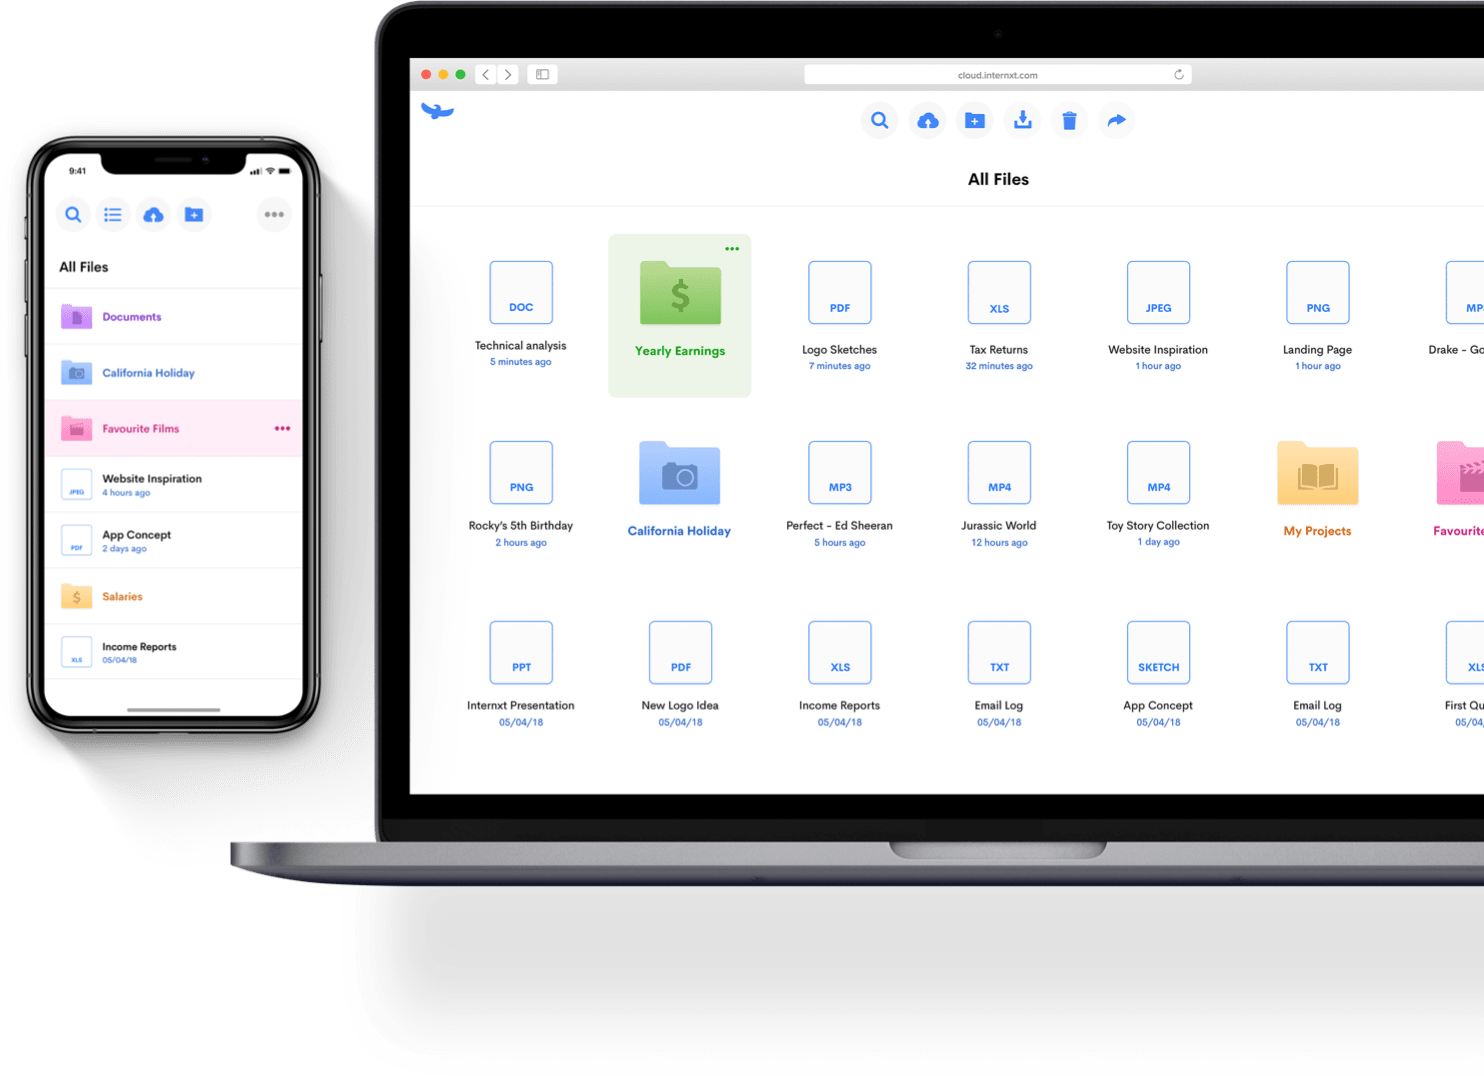 9:41
All Files
Documents
California Holiday
Favourite Films
JPEG
Website Inspiration
4 hours ago
PDF
App Concept
2 days ago
$
Salaries
XLS
Income Reports
05/04/18
cloud.internxt.com
All Files
DOC
$
PDF
XLS
JPEG
PNG
Technical analysis
5 minutes ago
Yearly Earnings
Logo Sketches
7 minutes ago
Tax Returns
32 minutes ago
Website Inspiration
1 hour ago
Landing Page
1 hour ago
Drake -
PNG
MP3
MP4
MP4
Rocky's 5th Birthday
2 hours ago
California Holiday
Perfect - Ed Sheeran
5 hours ago
Jurassic World
12 hours ago
Toy Story Collection
1 day ago
My Projects
Favourite
PPT
PDF
XLS
TXT
SKETCH
TXT
XLS
Internxt Presentation
05/04/18
New Logo Idea
05/04/18
Income Reports
05/04/18
Email Log
05/04/18
App Concept
05/04/18
Email Log
05/04/18
First